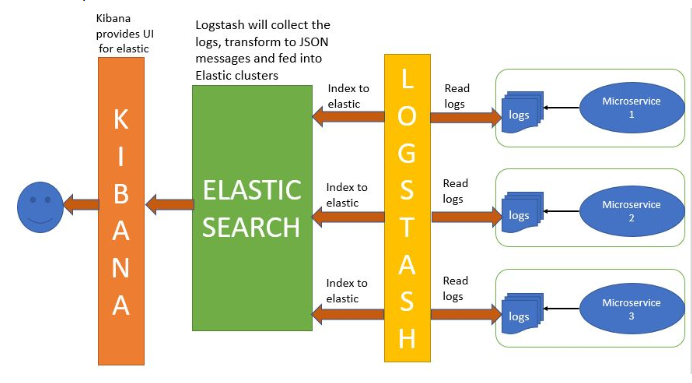 Kibana
provides UI
for elastic
Logstash will collect the
logs, transform to JSON
messages and fed into
Elastic clusters
KIBANA
ELASTIC
SEARCH
LOGSTASH
Index to
elastic
Read
logs
logs
Microservice
1
Index to
elastic
Read
logs
logs
Microservice
2
Index to
elastic
Read
logs
logs
Microservice
3